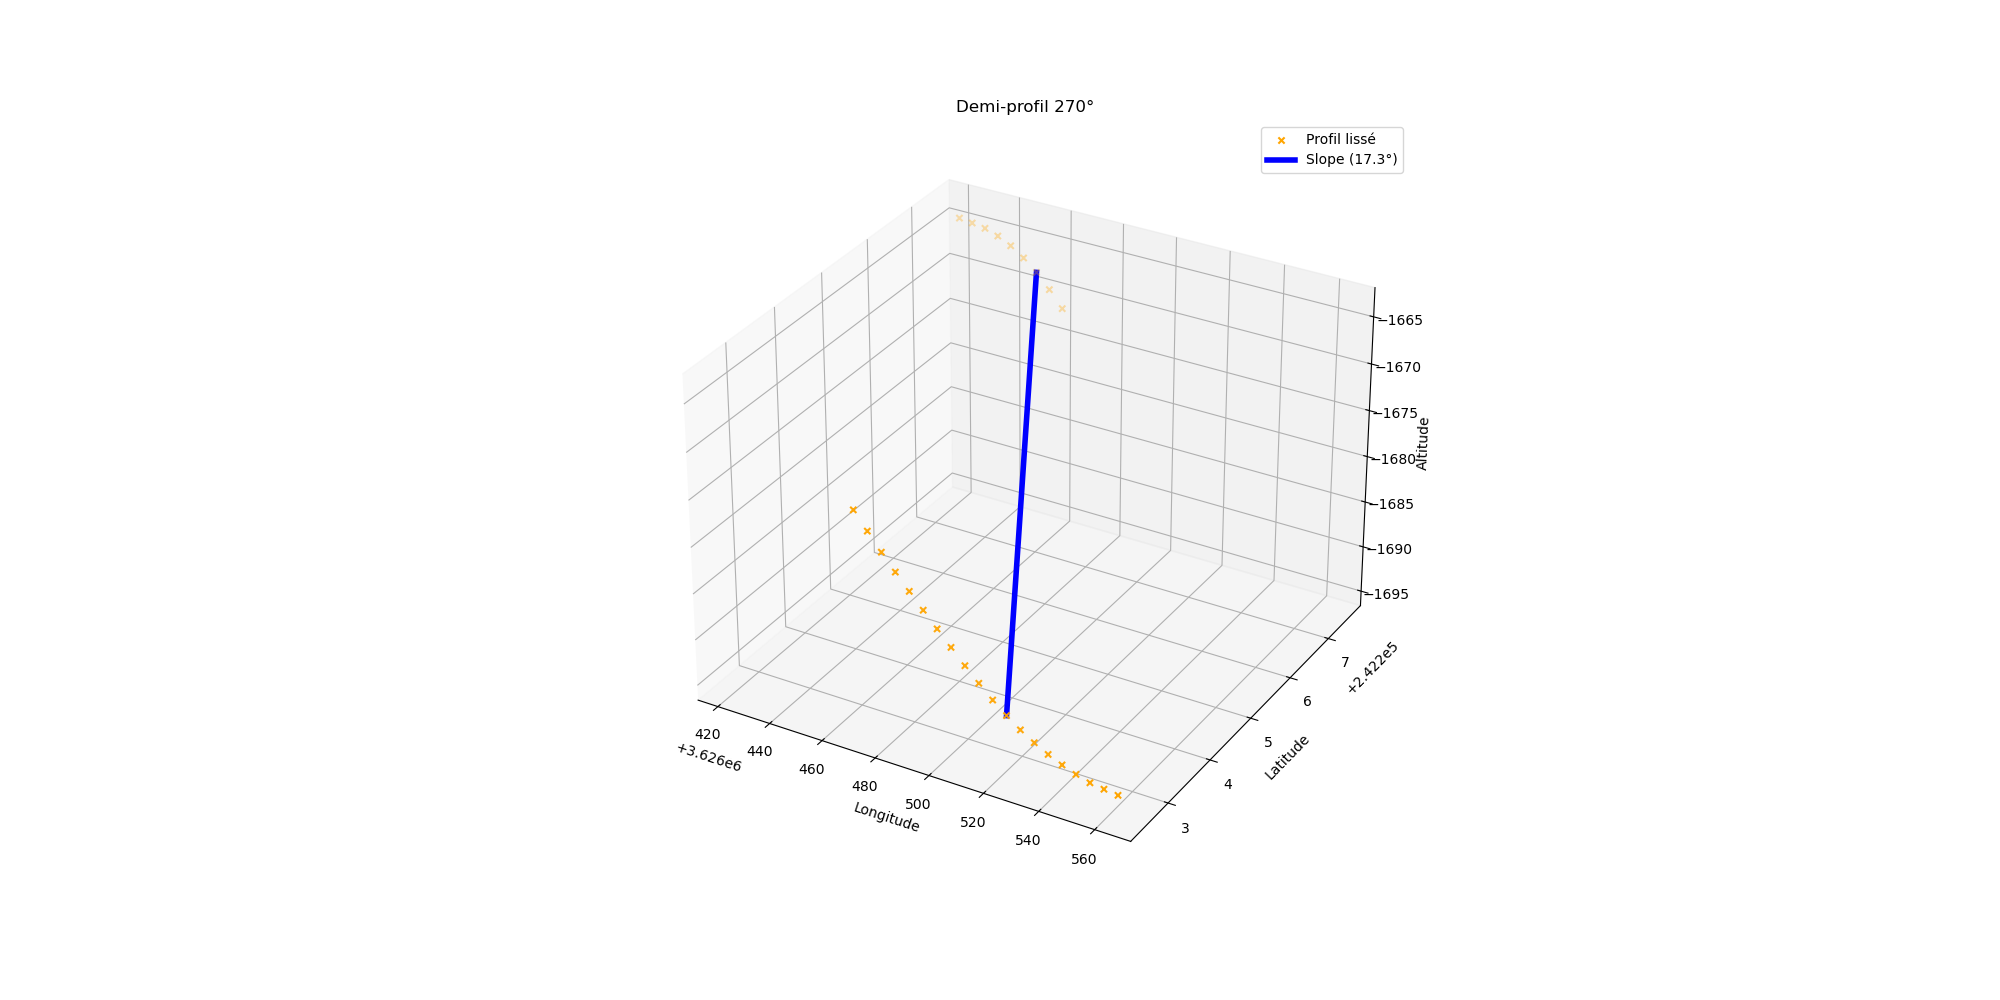 Demi-profil 270°
Profil lissé
Slope (17.3°)
−1665
−1670
−1675
−1680
−1685
−1690
−1695
Altitude
7
6
5
4
3
+2.422e5
Latitude
420
440
460
480
500
520
540
560
+3.626e6
Longitude